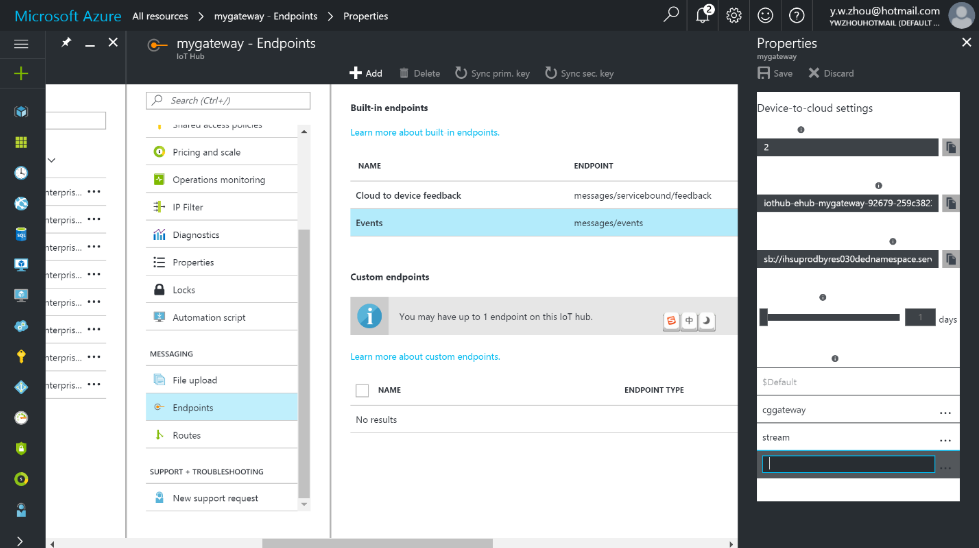 Microsoft Azure All resources > mygateway - Endpoints > Properties
2
y.w.zhou@hotmail.com
YWZHOUHOTMAIL (DEFAULT ...
mygateway - Endpoints
IoT Hub
Add Delete Sync prim. key Sync sec. key
Search (Ctrl+/)
Shared access policies
Pricing and scale
Operations monitoring
IP Filter
Diagnostics
Properties
Locks
Automation script
MESSAGING
File upload
Endpoints
Routes
SUPPORT + TROUBLESHOOTING
New support request
nterpris... •••
nterpris... •••
nterpris... •••
nterpris... •••
nterpris... •••
nterpris... •••
nterpris... •••
nterpris... •••
SQL
Built-in endpoints
Learn more about built-in endpoints.
NAME ENDPOINT
Cloud to device feedback messages/servicebound/feedback
Events messages/events
Custom endpoints
You may have up to 1 endpoint on this IoT hub.
中
Learn more about custom endpoints.
NAME ENDPOINT TYPE
No results
Properties
mygateway
Save Discard
Device-to-cloud settings
2
iothub-ehub-mygateway-92679-259c382
sb://ihsuprodbyres030dednamespace.serv
1 days
$Default
cggateway ...
stream ...
...